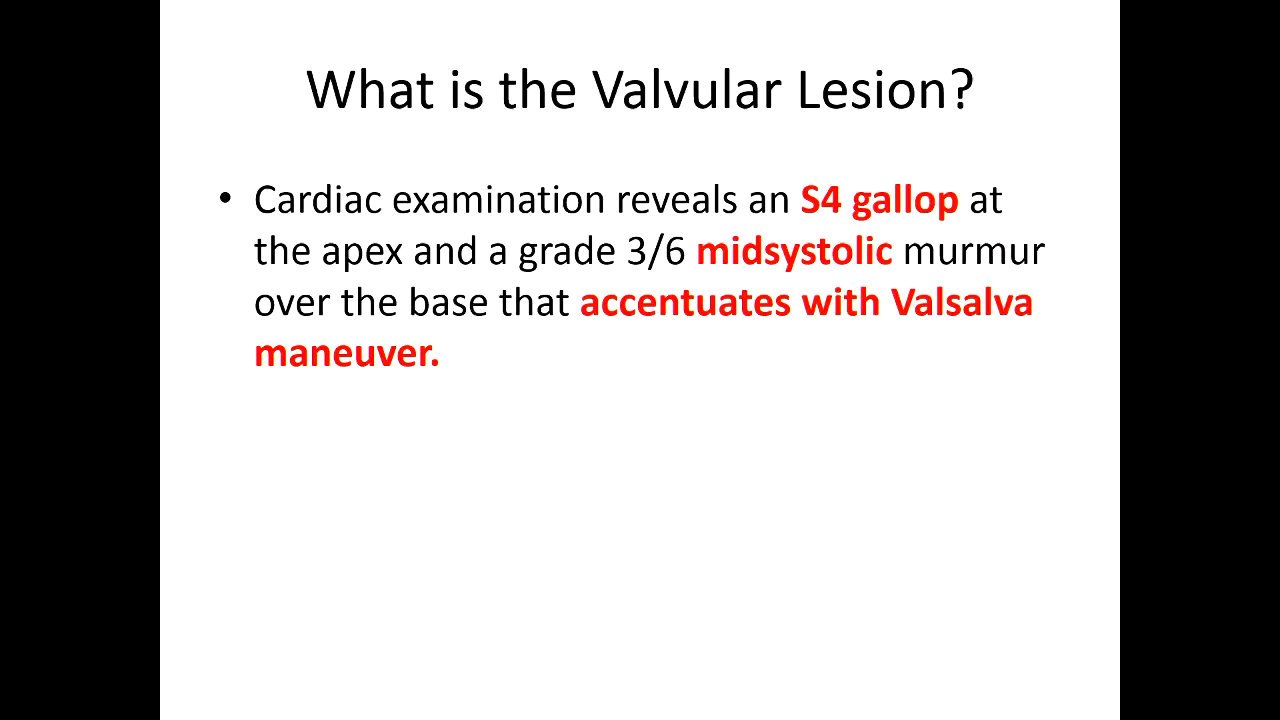 What is the Valvular Lesion?
• Cardiac examination reveals an S4 gallop at
the apex and a grade 3/6 midsystolic murmur
over the base that accentuates with Valsalva
maneuver.